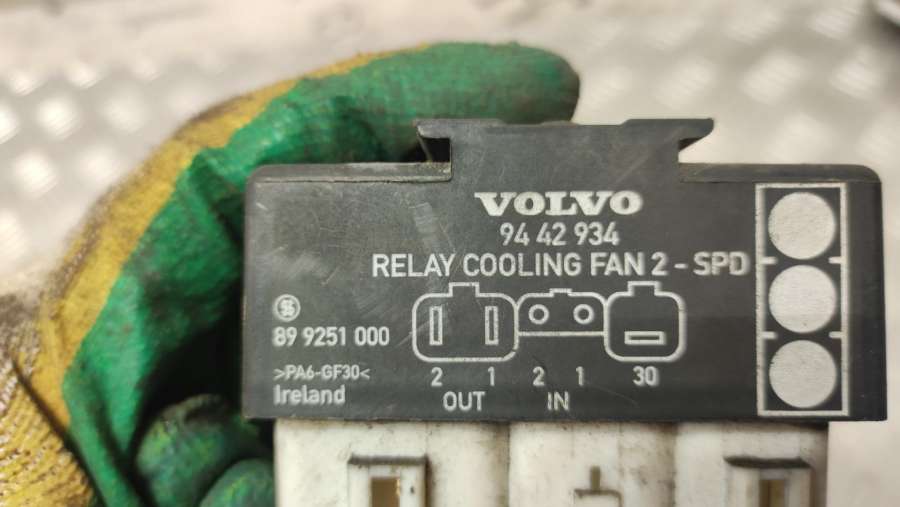 VOLVO
94 42 934
RELAY COOLING FAN 2 - SPD
89 9251 000
>PA6-GF30<
Ireland
2 1 2 1 30
OUT IN